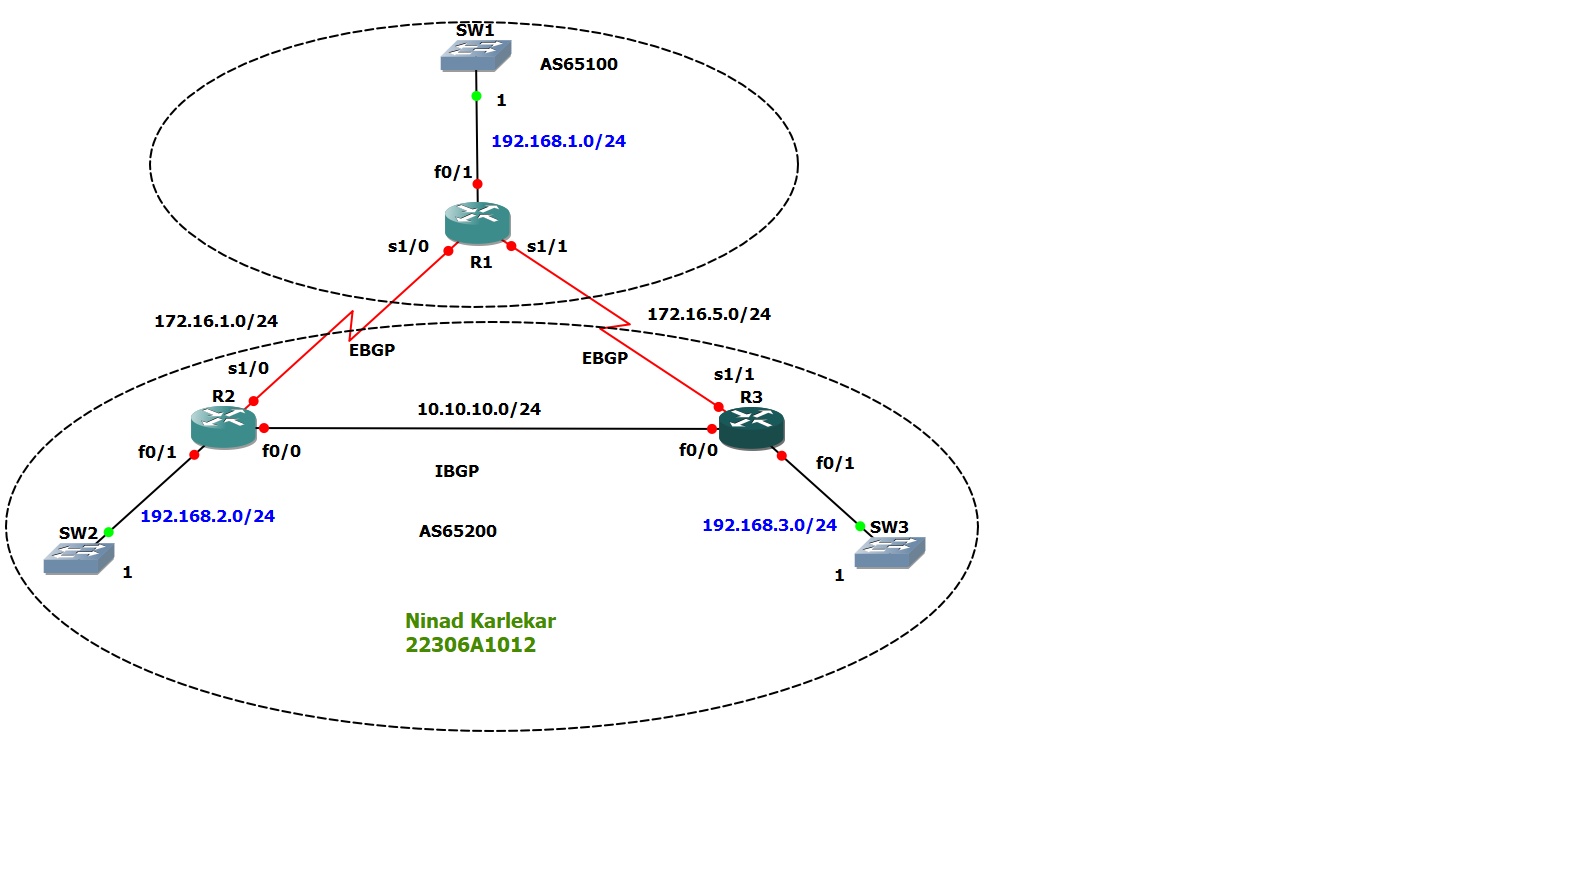 SW1
AS65100
1
192.168.1.0/24
f0/1
s1/0
s1/1
R1
172.16.1.0/24
172.16.5.0/24
EBGP
EBGP
s1/0
s1/1
R2
R3
10.10.10.0/24
f0/1
f0/0
f0/0
f0/1
IBGP
192.168.2.0/24
192.168.3.0/24
SW2
AS65200
SW3
1
1
Ninad Karlekar
22306A1012